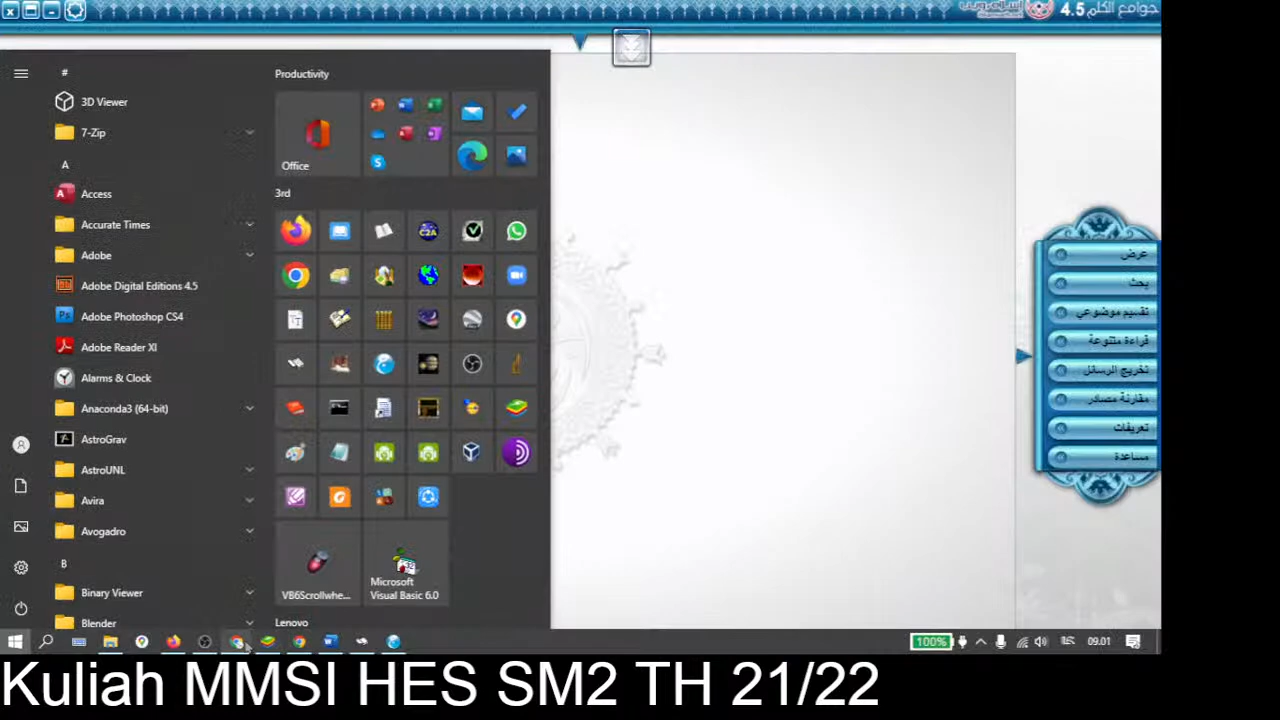 جوامع الكلم 4.5
إسلام ويب
#
3D Viewer
7-Zip
A
Access
Accurate Times
Adobe
Adobe Digital Editions 4.5
Adobe Photoshop CS4
Adobe Reader XI
Alarms & Clock
Anaconda3 (64-bit)
AstroGrav
AstroUNL
Avira
Avogadro
B
Binary Viewer
Blender
Productivity
Office
3rd
C2A
VB6Scrollwhe...
Microsoft
Visual Basic 6.0
Lenovo
عرض
بحث
تقسيم موضوعي
قراءة متنوعة
تخريج الرسائل
مقارنة مصادر
تعريفات
مساعدة
100%
09.01
Kuliah MMSI HES SM2 TH 21/22